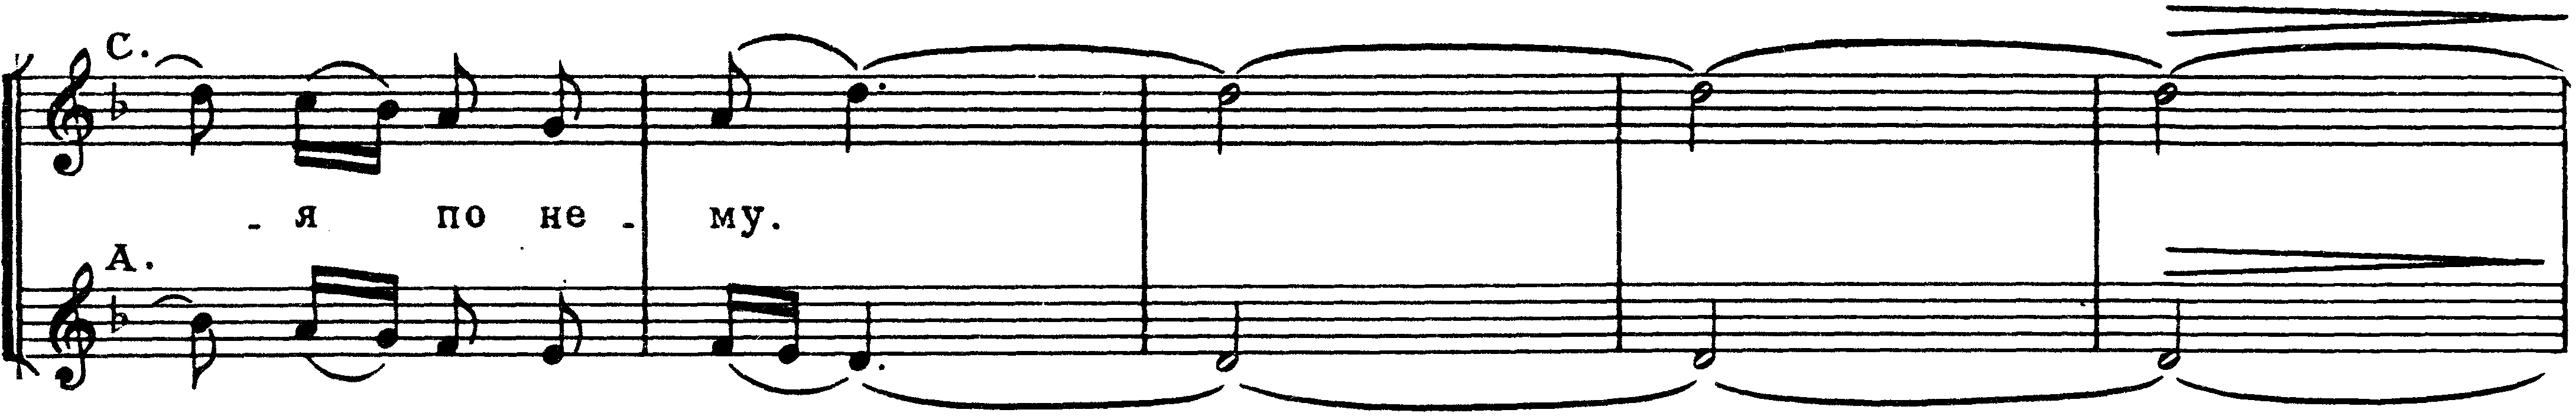 С.
- я по не - му.
А.